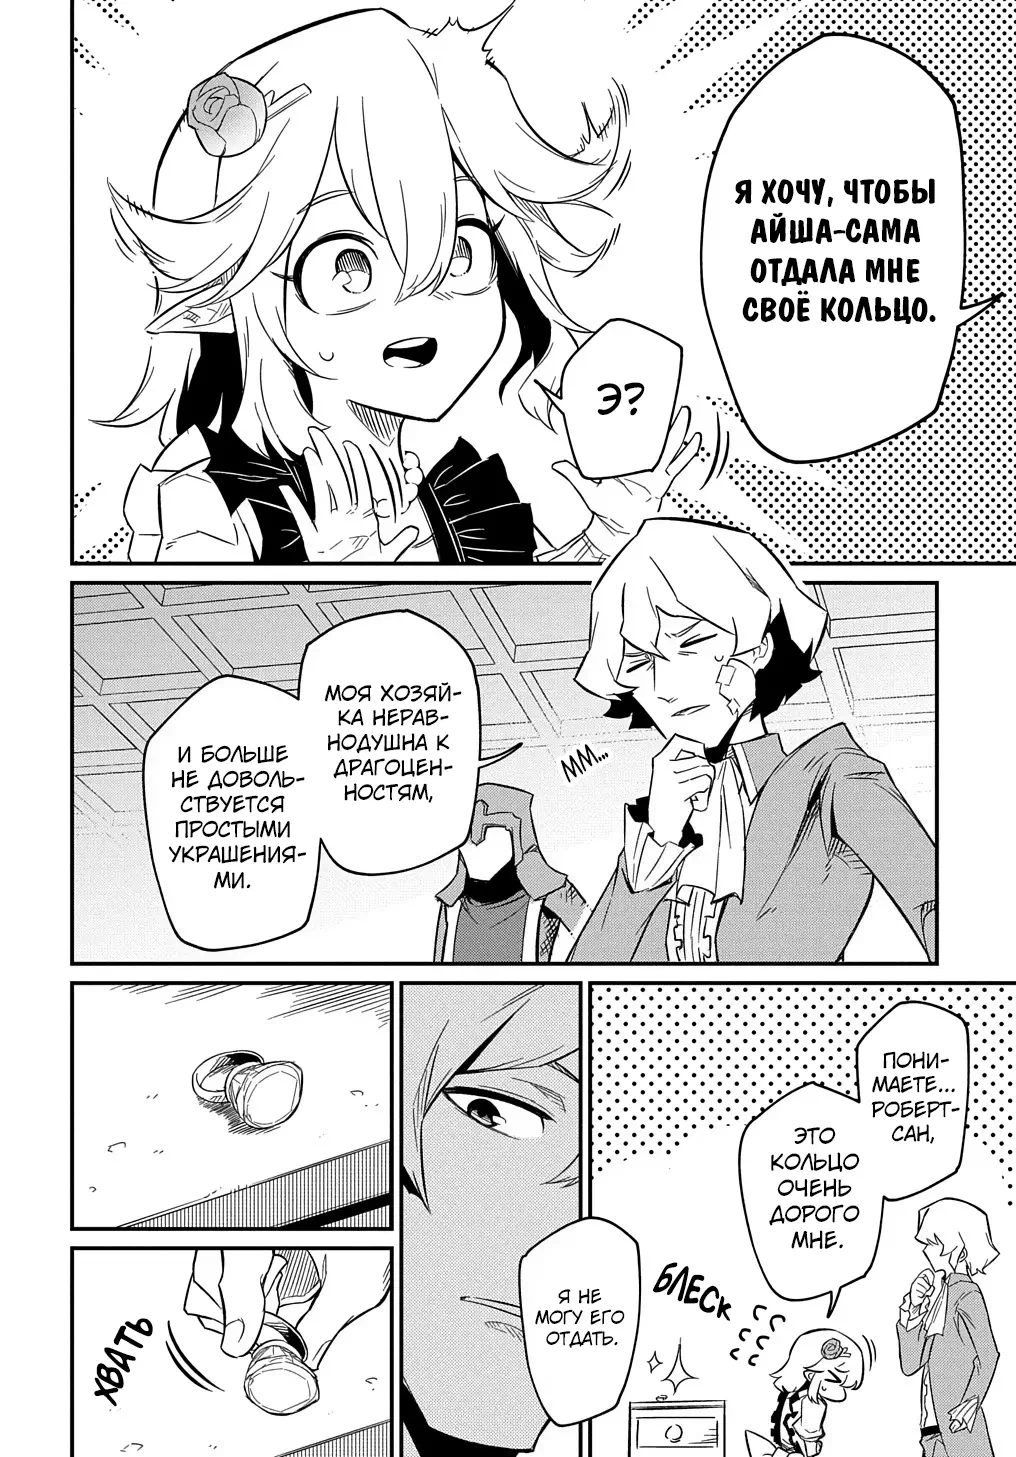 Я ХОЧУ, ЧТОБЫ
АЙША-САМА
ОТДАЛА МНЕ
СВОЁ КОЛЬЦО.
Э?
МОЯ ХОЗЯЙ-
КА НЕРАВ-
НОДУШНА К
ДРАГОЦЕН-
НОСТЯМ,
И БОЛЬШЕ
НЕ ДОВОЛЬ-
СТВУЕТСЯ
ПРОСТЫМИ
УКРАШЕНИЯ-
МИ.
ММ...
ПОНИ-
МАЕТЕ...
РОБЕРТ-
САН,
ЭТО
КОЛЬЦО
ОЧЕНЬ
ДОРОГО
МНЕ.
БЛЕСК
Я НЕ
МОГУ ЕГО
ОТДАТЬ.
ХВАТЬ